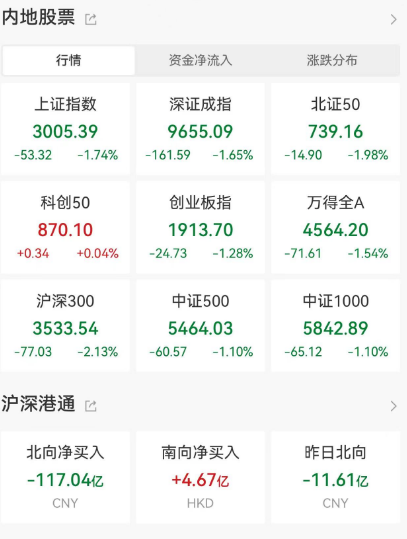 内地股票
行情 资金净流入 涨跌分布
上证指数 深证成指 北证50
3005.39 9655.09 739.16
-53.32 -1.74% -161.59 -1.65% -14.90 -1.98%
科创50 创业板指 万得全A
870.10 1913.70 4564.20
+0.34 +0.04% -24.73 -1.28% -71.61 -1.54%
沪深300 中证500 中证1000
3533.54 5464.03 5842.89
-77.03 -2.13% -60.57 -1.10% -65.12 -1.10%
沪深港通
北向净买入 南向净买入 昨日北向
-117.04亿 +4.67亿 -11.61亿
CNY HKD CNY